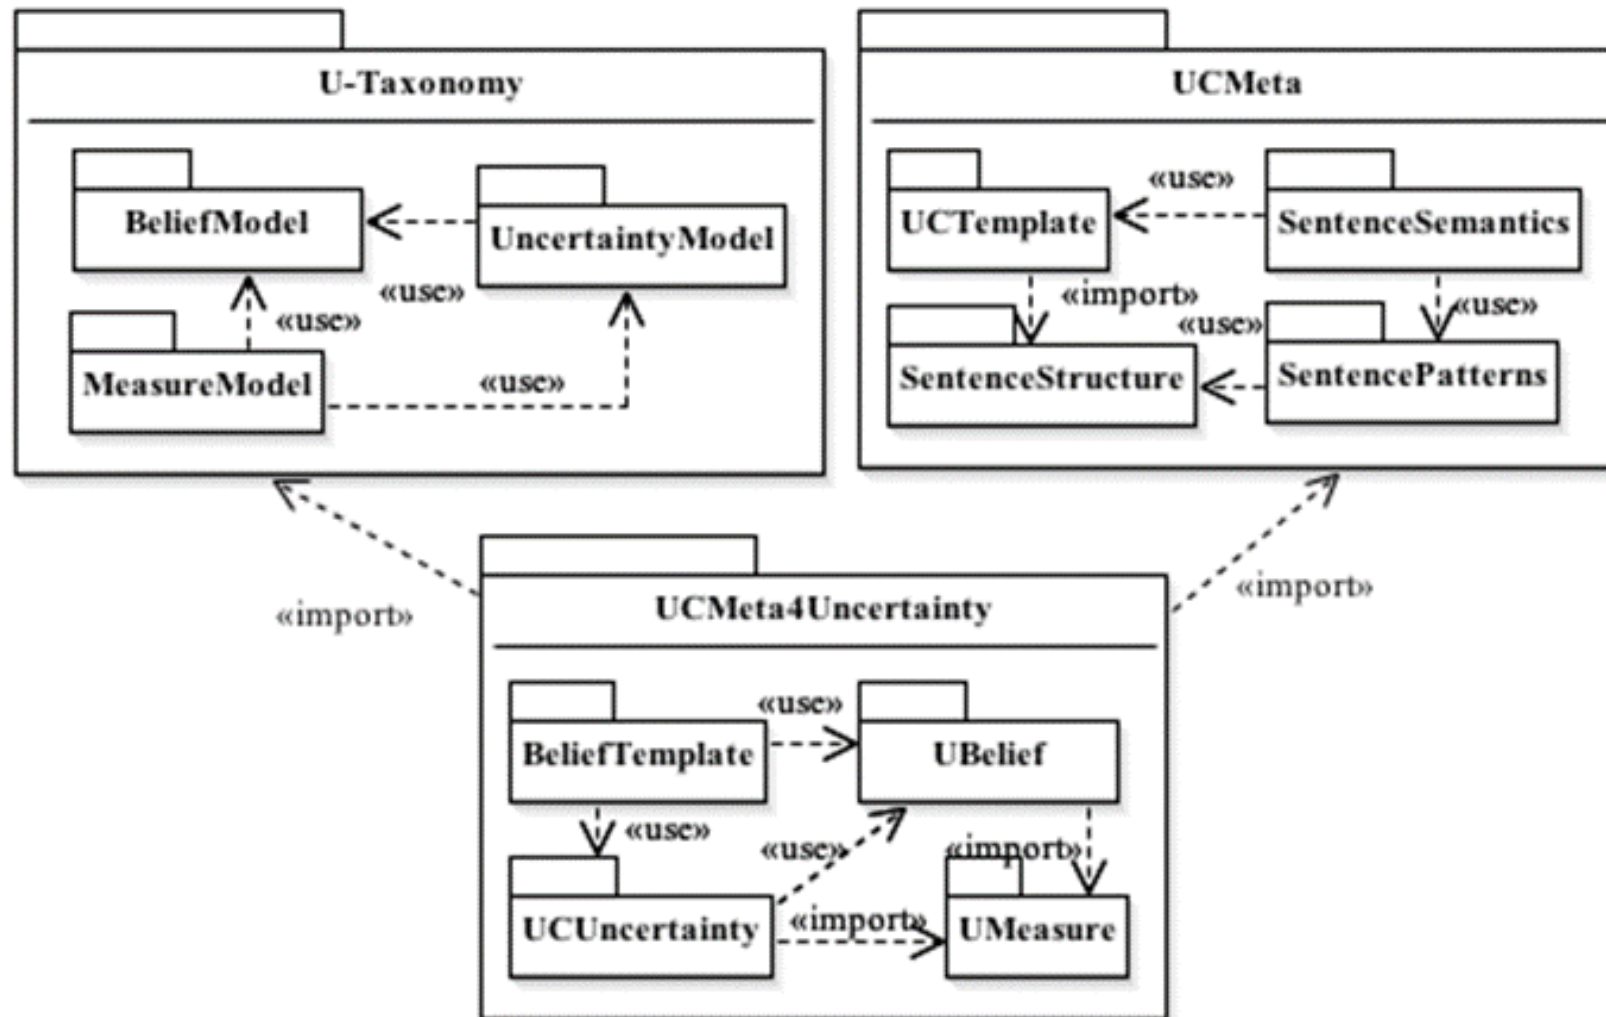 U-Taxonomy
BeliefModel
UncertaintyModel
«use»
«use»
MeasureModel
«use»
UCMeta
«use»
UCTemplate
SentenceSemantics
«import»
«use»
«use»
SentenceStructure
SentencePatterns
«import»
«import»
UCMeta4Uncertainty
«use»
BeliefTemplate
UBelief
«use»
«use»
«import»
UCUncertainty
«import»
UMeasure